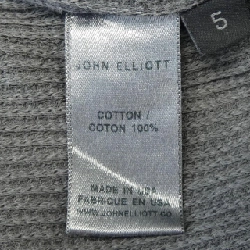 5
JOHN ELLIOTT
COTTON /
COTON 100%
MADE IN USA
FABRIQUE EN USA
WWW.JOHNELLIOTT.CO